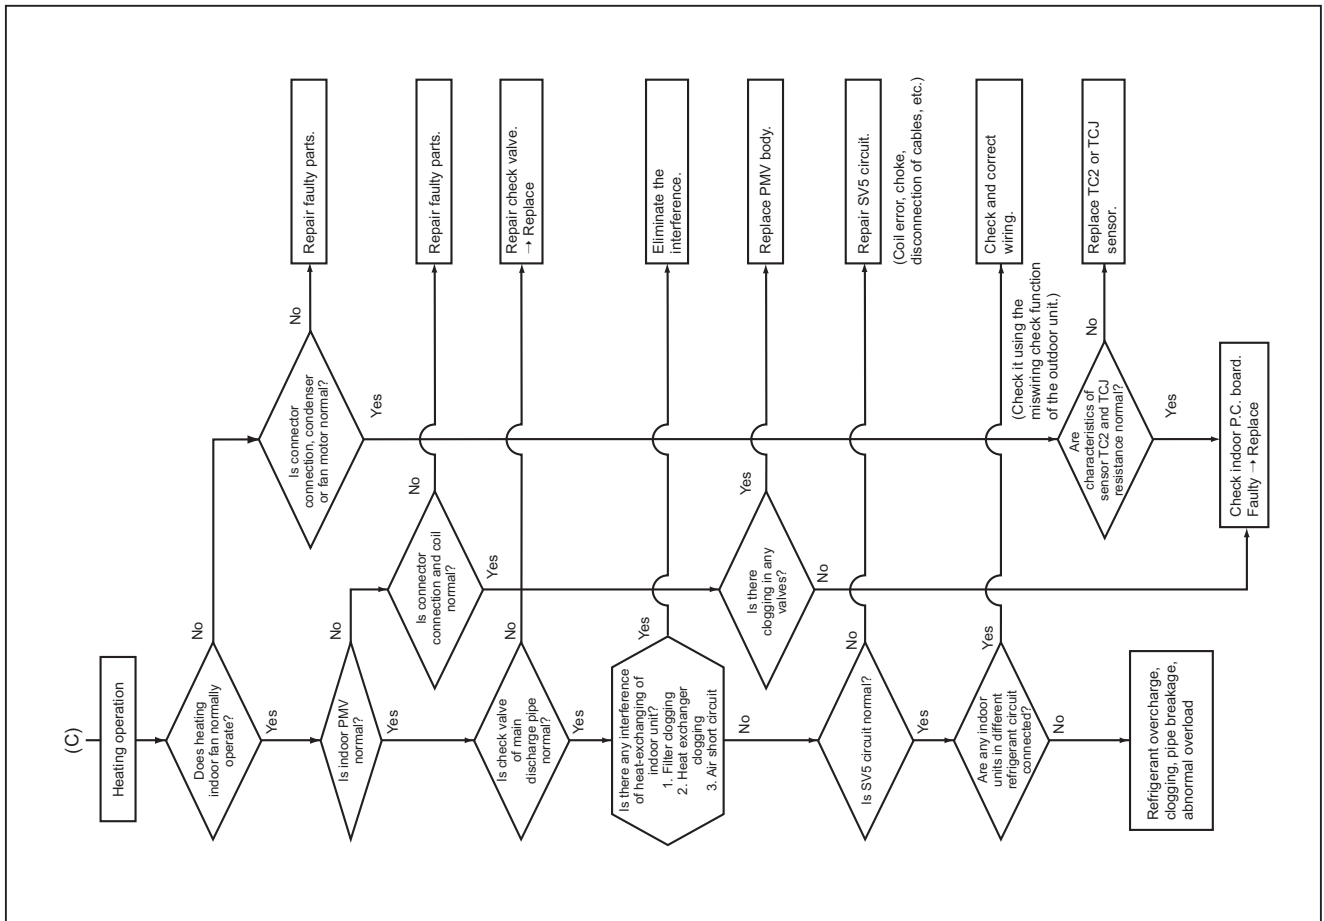 (C)
Heating operation
Does heating
indoor fan normally
operate?
No
Yes
Is connector
connection, condenser
or fan motor normal?
No
Yes
Repair faulty parts.
Is indoor PMV
normal?
No
Yes
Is connector
connection and coil
normal?
No
Yes
Repair faulty parts.
Is check valve
of main
discharge pipe
normal?
No
Yes
Repair check valve.
→ Replace
Is there any interference
of heat-exchanging of
indoor unit?
1. Filter clogging
2. Heat exchanger
clogging
3. Air short circuit
Yes
No
Eliminate the
interference.
Is there
clogging in any
valves?
Yes
No
Replace PMV body.
Is SV5 circuit normal?
No
Yes
Repair SV5 circuit.
(Coil error, choke,
disconnection of cables, etc.)
Are any indoor
units in different
refrigerant circuit
connected?
Yes
No
Check and correct
wiring.
(Check it using the
miswiring check function
of the outdoor unit.)
Are
characteristics of
sensor TC2 and TCJ
resistance normal?
No
Yes
Replace TC2 or TCJ
sensor.
Refrigerant overcharge,
clogging, pipe breakage,
abnormal overload
Check indoor P.C. board.
Faulty → Replace